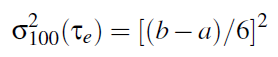 σ²₁₀₀(τₑ) = [(b − a)/6]²